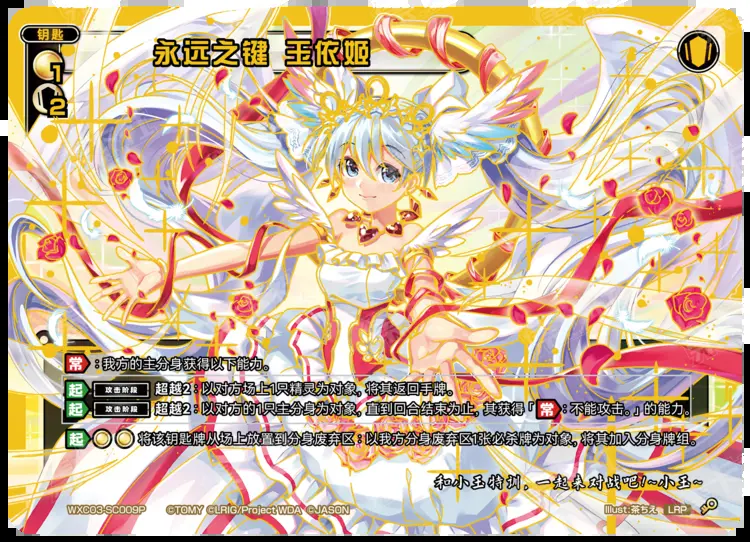 钥匙
永远之键 玉依姬
1
2
常:我方的主分身获得以下能力。
起 攻击阶段 超越2:以对方场上1只精灵为对象,将其返回手牌。
起 攻击阶段 超越2:以对方的1只主分身为对象,直到回合结束为止,其获得「常:不能攻击。」的能力。
起 将该钥匙牌从场上放置到分身废弃区:以我方分身废弃区1张必杀牌为对象,将其加入分身牌组。
和小玉特训,一起来对战吧!~小玉~
WXC03-SC009P ©TOMY ©LRIG/Project WDA ©JASON Illust:茶ちえ LRP